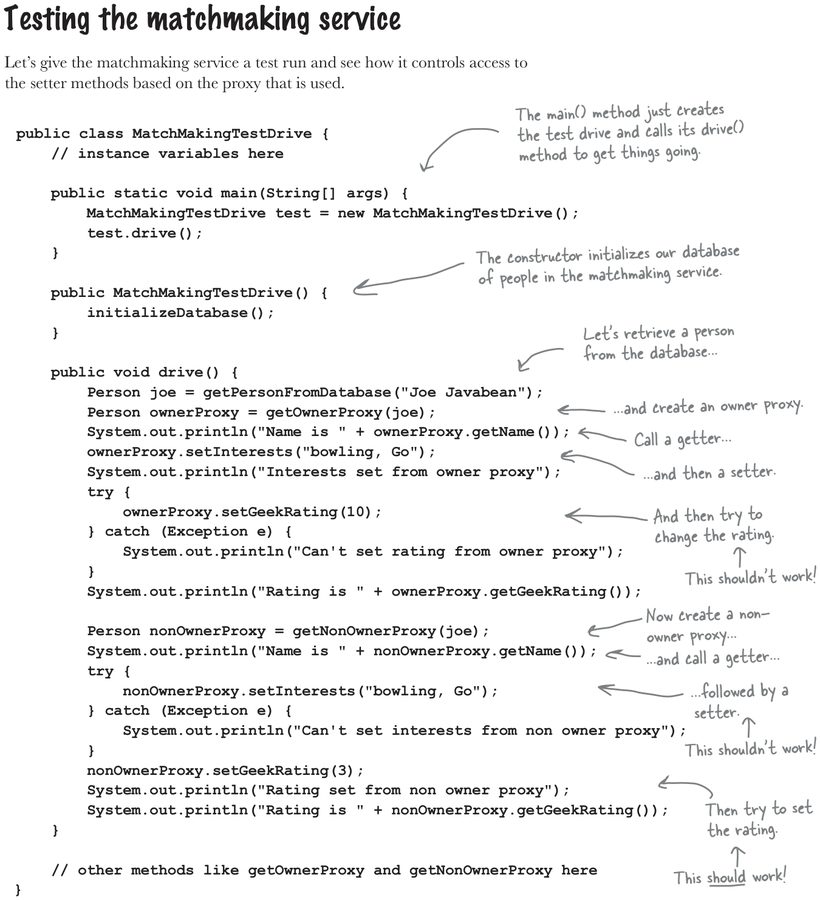 Testing the matchmaking service
Let's give the matchmaking service a test run and see how it controls access to
the setter methods based on the proxy that is used.
public class MatchMakingTestDrive {
// instance variables here
The main() method just creates
the test drive and calls its drive()
method to get things going.
public static void main(String[] args) {
MatchMakingTestDrive test = new MatchMakingTestDrive();
test.drive();
}
The constructor initializes our database
of people in the matchmaking service.
public MatchMakingTestDrive() {
initializeDatabase();
}
Let's retrieve a person
from the database...
public void drive() {
Person joe = getPersonFromDatabase("Joe Javabean");
Person ownerProxy = getOwnerProxy(joe);
...and create an owner proxy.
System.out.println("Name is " + ownerProxy.getName());
Call a getter...
ownerProxy.setInterests("bowling, Go");
System.out.println("Interests set from owner proxy");
...and then a setter.
try {
ownerProxy.setGeekRating(10);
And then try to
change the rating.
} catch (Exception e) {
System.out.println("Can't set rating from owner proxy");
}
This shouldn't work!
System.out.println("Rating is " + ownerProxy.getGeekRating());
Now create a non-
owner proxy...
Person nonOwnerProxy = getNonOwnerProxy(joe);
System.out.println("Name is " + nonOwnerProxy.getName());
...and call a getter...
try {
nonOwnerProxy.setInterests("bowling, Go");
...followed by a
setter.
} catch (Exception e) {
System.out.println("Can't set interests from non owner proxy");
}
This shouldn't work!
nonOwnerProxy.setGeekRating(3);
System.out.println("Rating set from non owner proxy");
System.out.println("Rating is " + nonOwnerProxy.getGeekRating());
Then try to set
the rating.
}
This should work!
// other methods like getOwnerProxy and getNonOwnerProxy here
}